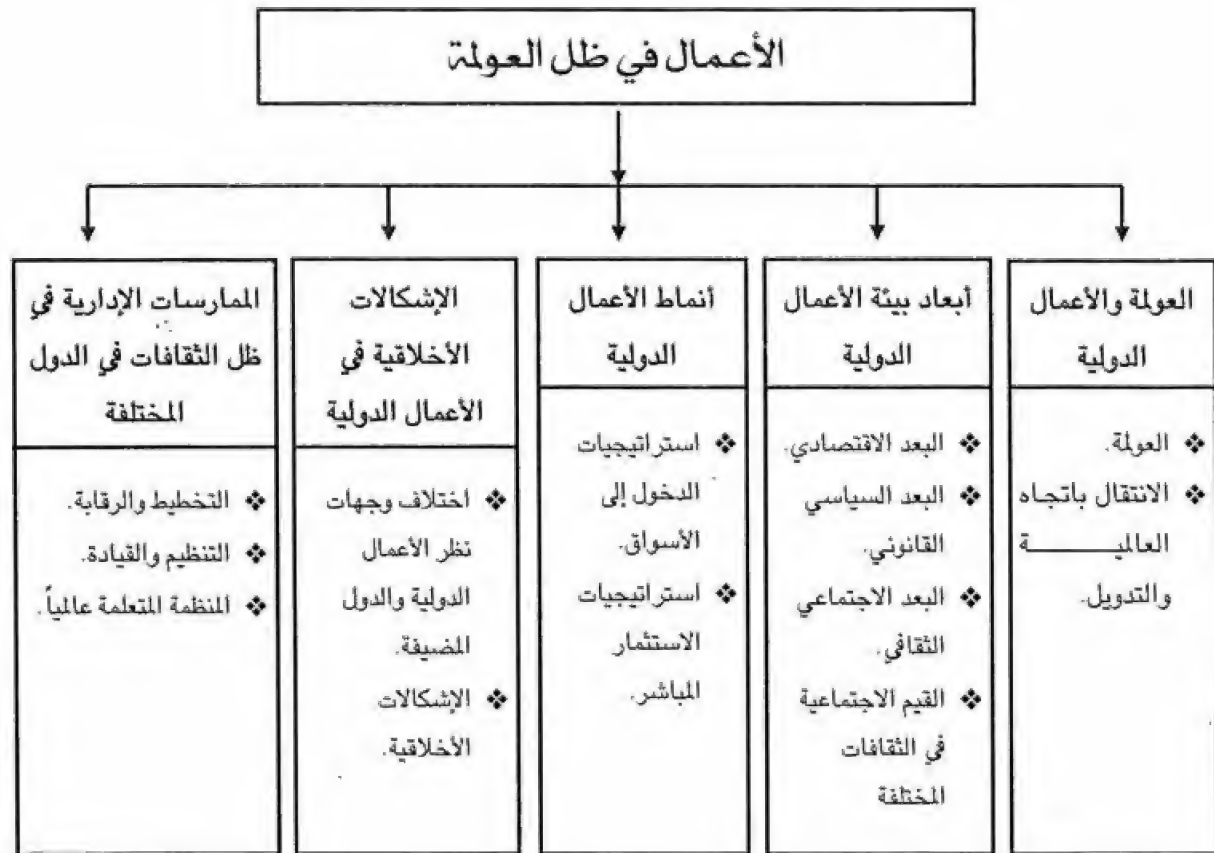 الأعمال في ظل العولمة
العولمة والأعمال
الدولية
❖ العولمة.
❖ الانتقال باتجاه
العالميـــــــة
والتدويل.
أبعاد بيئة الأعمال
الدولية
❖ البعد الاقتصادي.
❖ البعد السياسي
القانوني.
❖ البعد الاجتماعي
الثقافي.
❖ القيم الاجتماعية
في الثقافات
المختلفة
أنماط الأعمال
الدولية
❖ استراتيجيات
الدخول إلى
الأسواق.
❖ استراتيجيات
الاستثمار
المباشر.
الإشكالات
الأخلاقية في
الأعمال الدولية
❖ اختلاف وجهات
نظر الأعمال
الدولية والدول
المضيفة.
❖ الإشكالات
الأخلاقية.
الممارسات الإدارية في
ظل الثقافات في الدول
المختلفة
❖ التخطيط والرقابة.
❖ التنظيم والقيادة.
❖ المنظمة المتعلمة عالمياً.